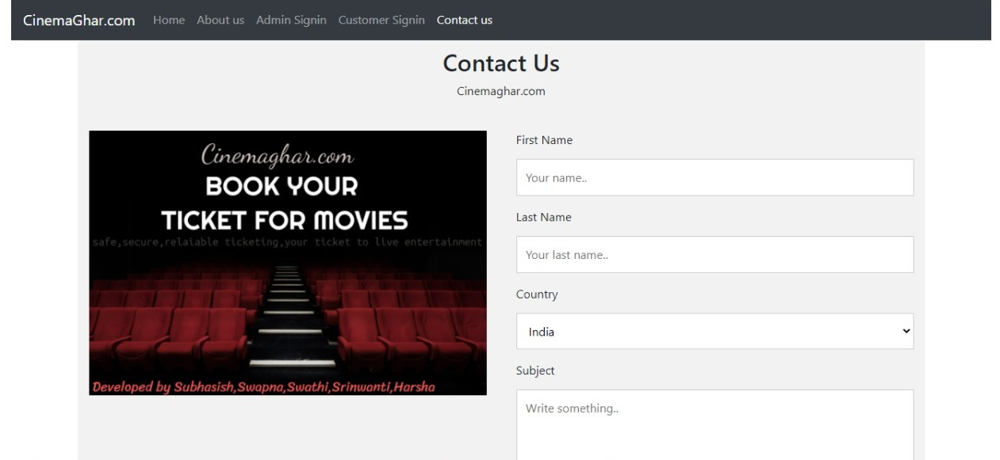 CinemaGhar.com Home About us Admin Signin Customer Signin Contact us
Contact Us
Cinemaghar.com
Cinemaghar.com
BOOK YOUR
TICKET FOR MOVIES
safe,secure,relaiable ticketing,your ticket to live entertainment
Developed by Subhasish,Swapna,Swathi,Srinwanti,Harsha
First Name
Your name..
Last Name
Your last name..
Country
India
Subject
Write something..